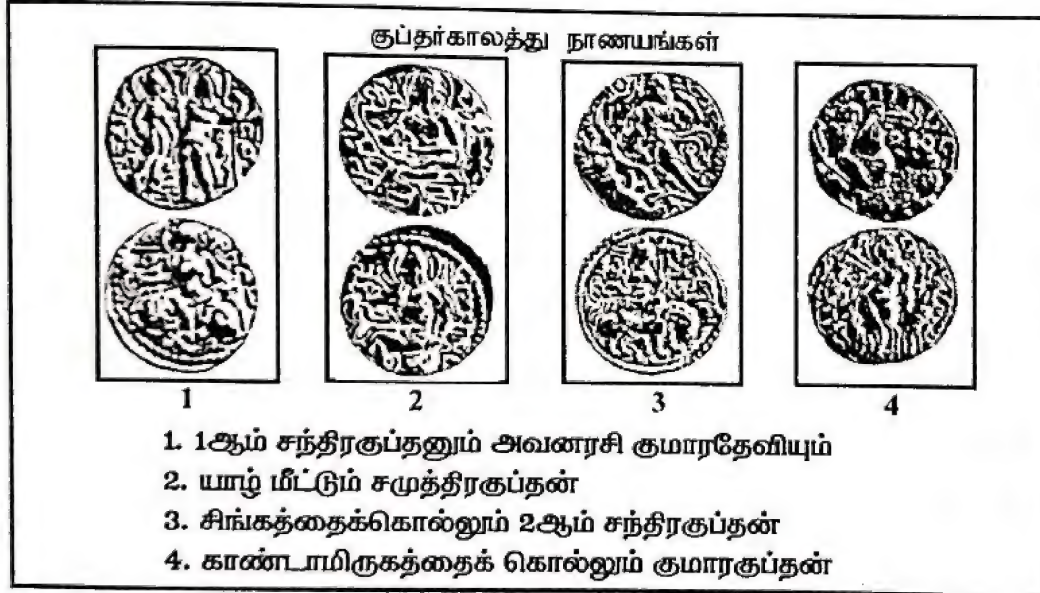 குப்தர்காலத்து நாணயங்கள்
1 2 3 4
1. 1ஆம் சந்திரகுப்தனும் அவனரசி குமாரதேவியும்
2. யாழ் மீட்டும் சமுத்திரகுப்தன்
3. சிங்கத்தைக்கொல்லும் 2ஆம் சந்திரகுப்தன்
4. காண்டாமிருகத்தைக் கொல்லும் குமாரகுப்தன்